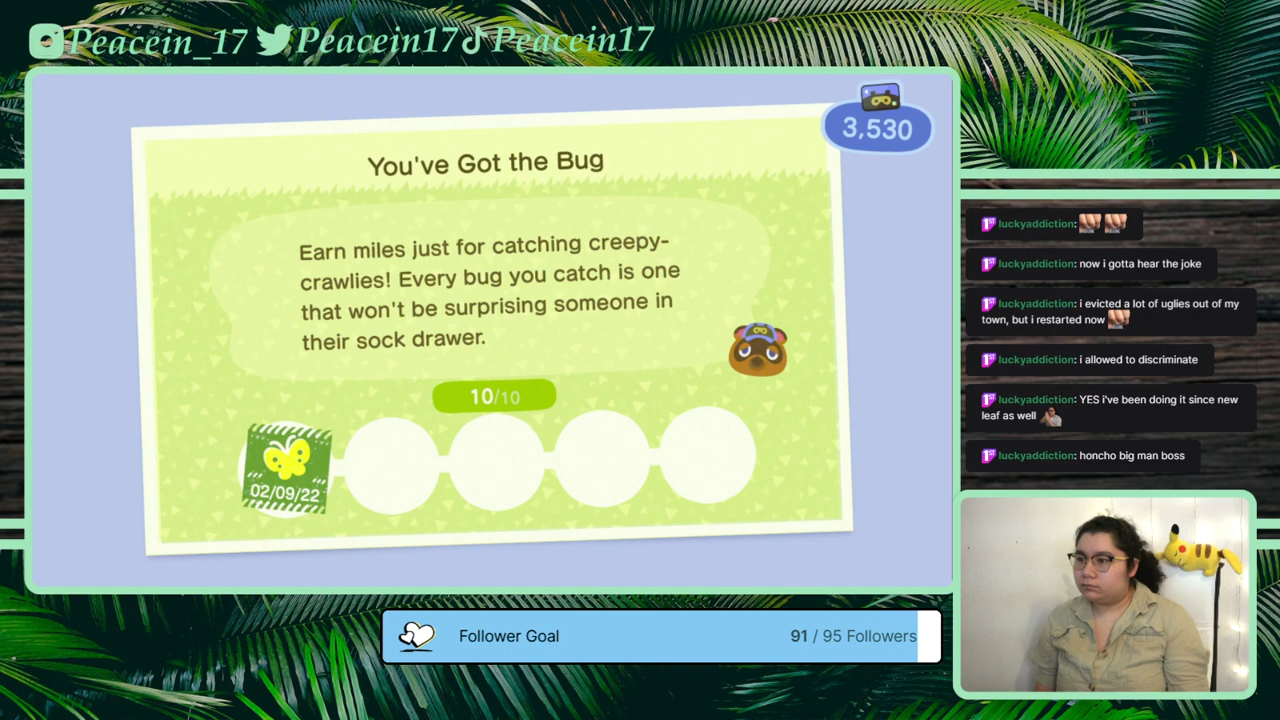 Peacein_17 Peacein17 Peacein17
3,530
You've Got the Bug
Earn miles just for catching creepy-
crawlies! Every bug you catch is one
that won't be surprising someone in
their sock drawer.
10/10
02/09/22
luckyaddiction:
luckyaddiction: now i gotta hear the joke
luckyaddiction: i evicted a lot of uglies out of my
town, but i restarted now
luckyaddiction: i allowed to discriminate
luckyaddiction: YES i've been doing it since new
leaf as well
luckyaddiction: honcho big man boss
Follower Goal 91 / 95 Followers